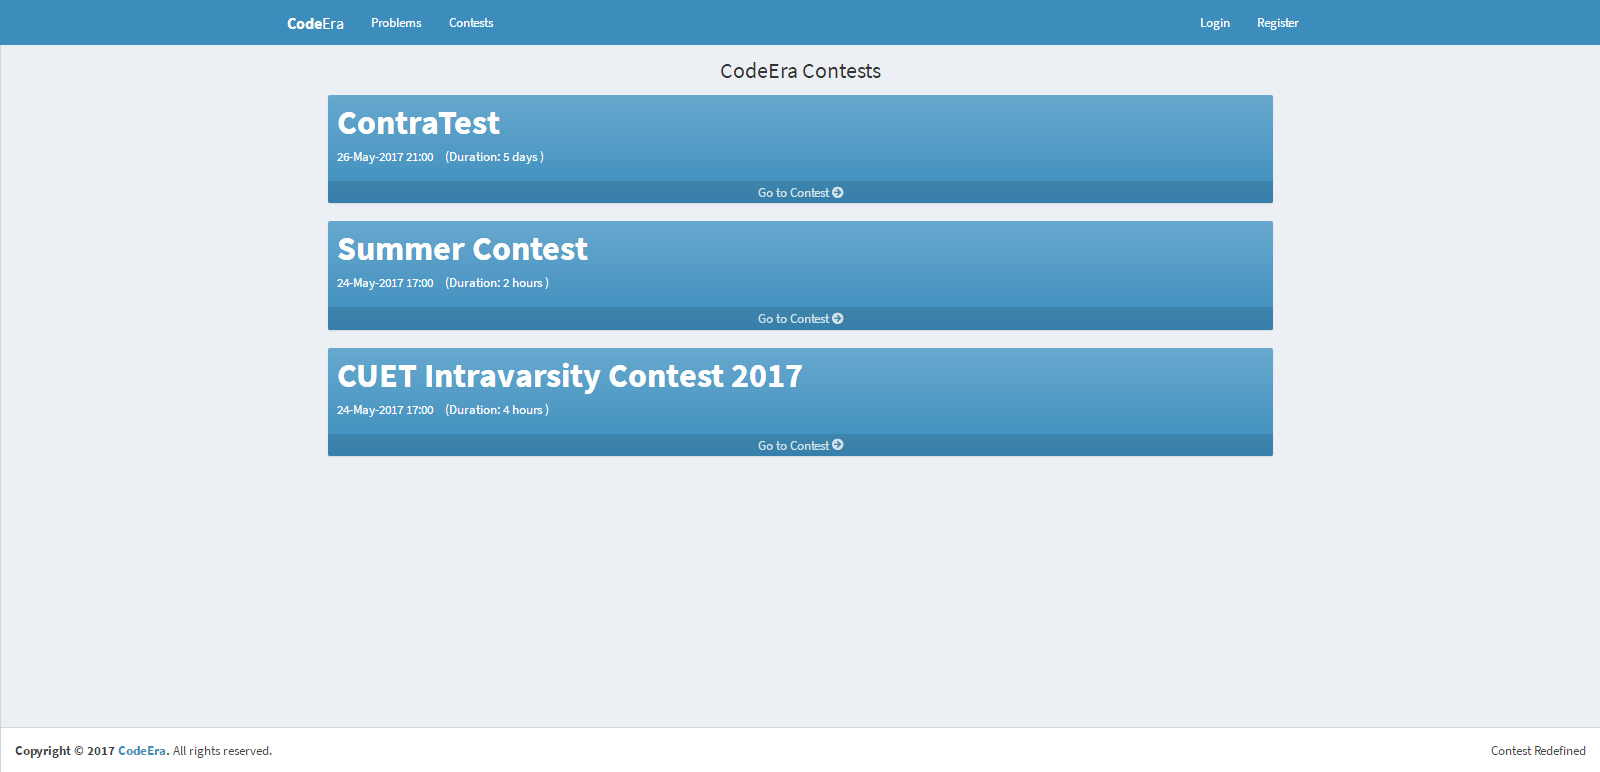 CodeEra Problems Contests Login Register
CodeEra Contests
ContraTest
26-May-2017 21:00 (Duration: 5 days )
Go to Contest
Summer Contest
24-May-2017 17:00 (Duration: 2 hours )
Go to Contest
CUET Intravarsity Contest 2017
24-May-2017 17:00 (Duration: 4 hours )
Go to Contest
Copyright © 2017 CodeEra. All rights reserved. Contest Redefined